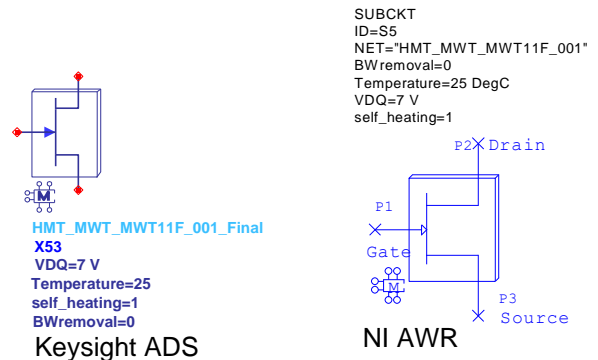 SUBCKT
ID=S5
NET="HMT_MWT_MWT11F_001"
BWremoval=0
Temperature=25 DegC
VDQ=7 V
self_heating=1
P2 Drain
P1
Gate
M
P3
Source
NI AWR
M
HMT_MWT_MWT11F_001_Final
X53
VDQ=7 V
Temperature=25
self_heating=1
BWremoval=0
Keysight ADS